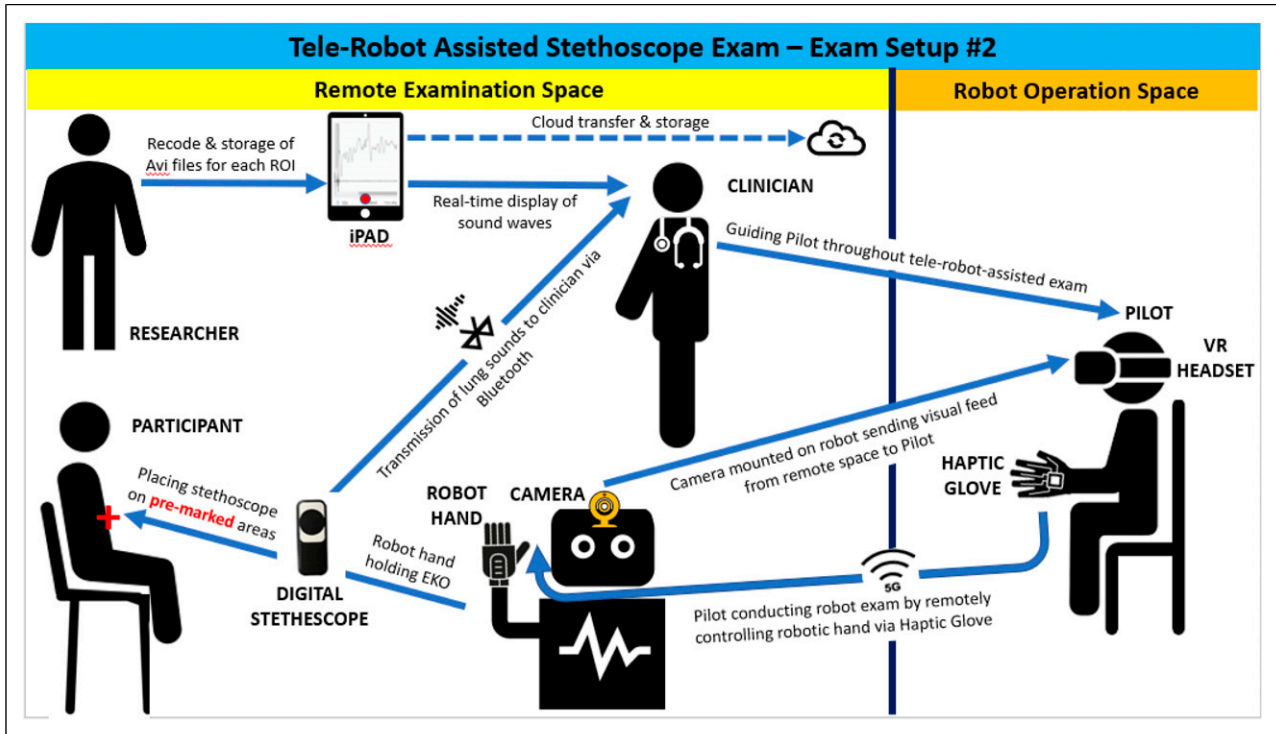 Tele-Robot Assisted Stethoscope Exam – Exam Setup #2
Remote Examination Space
Robot Operation Space
Recode & storage of
Avi files for each ROI
RESEARCHER
iPAD
Cloud transfer & storage
Real-time display of
sound waves
CLINICIAN
Guiding Pilot throughout tele-robot-assisted exam
PILOT
VR
HEADSET
Transmission of lung sounds to clinician via
Bluetooth
PARTICIPANT
Placing stethoscope
on pre-marked areas
DIGITAL
STETHESCOPE
Robot hand
holding EKO
ROBOT
HAND
CAMERA
Camera mounted on robot sending visual feed
from remote space to Pilot
HAPTIC
GLOVE
5G
Pilot conducting robot exam by remotely
controlling robotic hand via Haptic Glove